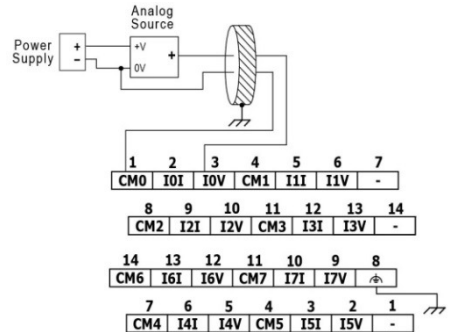 Analog
Source
Power
Supply
+
−
+V
0V
+
1 2 3 4 5 6 7
CM0 I0I I0V CM1 I1I I1V -
8 9 10 11 12 13 14
CM2 I2I I2V CM3 I3I I3V -
14 13 12 11 10 9 8
CM6 I6I I6V CM7 I7I I7V
7 6 5 4 3 2 1
CM4 I4I I4V CM5 I5I I5V -